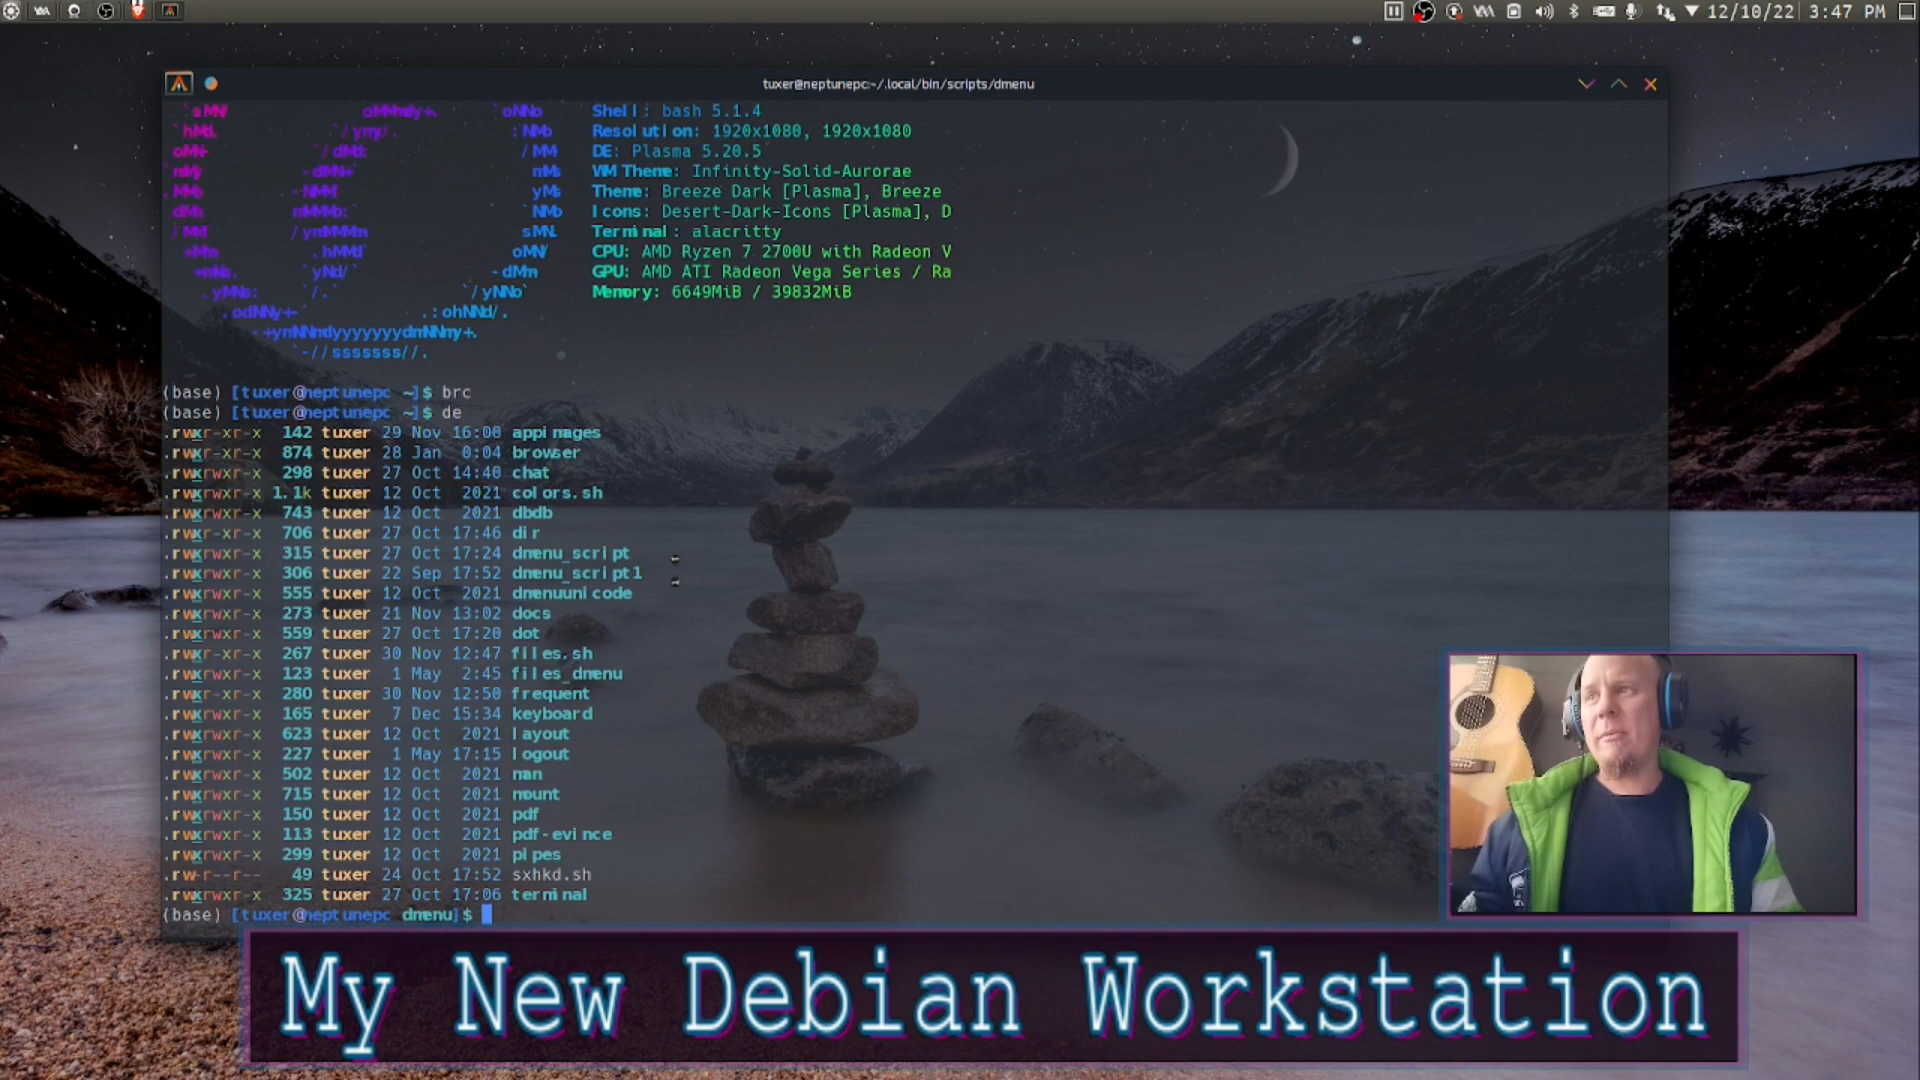 12/10/22 3:47 PM
tuxer@neptunepc:~/.local/bin/scripts/dmenu
Shell: bash 5.1.4
Resolution: 1920x1080, 1920x1080
DE: Plasma 5.20.5
WM Theme: Infinity-Solid-Aurorae
Theme: Breeze Dark [Plasma], Breeze
Icons: Desert-Dark-Icons [Plasma], D
Terminal: alacritty
CPU: AMD Ryzen 7 2700U with Radeon V
GPU: AMD ATI Radeon Vega Series / Ra
Memory: 6649MiB / 39832MiB
(base) [tuxer@neptunepc ~]$ brc
(base) [tuxer@neptunepc ~]$ de
.rwxr-xr-x 142 tuxer 29 Nov 16:00 appimages
.rwxr-xr-x 874 tuxer 28 Jan 0:04 browser
.rwxrwxr-x 298 tuxer 27 Oct 14:40 chat
.rwxrwxr-x 1.1k tuxer 12 Oct 2021 colors.sh
.rwxrwxr-x 743 tuxer 12 Oct 2021 dbdb
.rwxr-xr-x 706 tuxer 27 Oct 17:46 dir
.rwxrwxr-x 315 tuxer 27 Oct 17:24 dmenu_script
.rwxrwxr-x 306 tuxer 22 Sep 17:52 dmenu_script1
.rwxrwxr-x 555 tuxer 12 Oct 2021 dmenuunicode
.rwxrwxr-x 273 tuxer 21 Nov 13:02 docs
.rwxrwxr-x 559 tuxer 27 Oct 17:20 dot
.rwxr-xr-x 267 tuxer 30 Nov 12:47 files.sh
.rwxrwxr-x 123 tuxer 1 May 2:45 files_dmenu
.rwxr-xr-x 280 tuxer 30 Nov 12:50 frequent
.rwxrwxr-x 165 tuxer 7 Dec 15:34 keyboard
.rwxrwxr-x 623 tuxer 12 Oct 2021 layout
.rwxrwxr-x 227 tuxer 1 May 17:15 logout
.rwxrwxr-x 502 tuxer 12 Oct 2021 man
.rwxrwxr-x 715 tuxer 12 Oct 2021 mount
.rwxrwxr-x 150 tuxer 12 Oct 2021 pdf
.rwxrwxr-x 113 tuxer 12 Oct 2021 pdf-evince
.rwxrwxr-x 299 tuxer 12 Oct 2021 pipes
.rw-r--r-- 49 tuxer 24 Oct 17:52 sxhkd.sh
.rwxrwxr-x 325 tuxer 27 Oct 17:06 terminal
(base) [tuxer@neptunepc dmenu]$
My New Debian Workstation